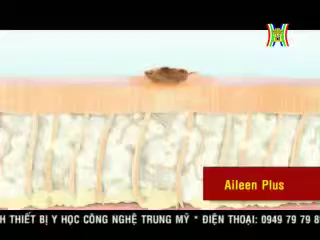 Aileen Plus
H THIẾT BỊ Y HỌC CÔNG NGHỆ TRUNG MỸ * ĐIỆN THOẠI: 0949 79 79 8